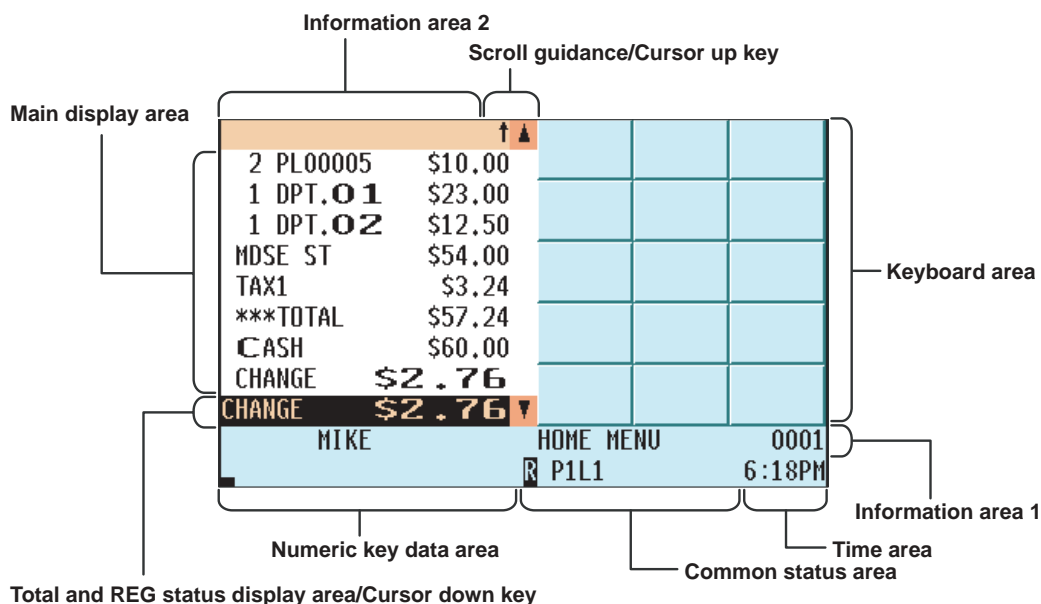 Information area 2
Scroll guidance/Cursor up key
Main display area
2 PL00005 $10.00
1 DPT.01 $23.00
1 DPT.02 $12.50
MDSE ST $54.00
TAX1 $3.24
***TOTAL $57.24
CASH $60.00
CHANGE $2.76
CHANGE $2.76
Keyboard area
MIKE HOME MENU 0001
R P1L1 6:18PM
Information area 1
Numeric key data area
Time area
Common status area
Total and REG status display area/Cursor down key